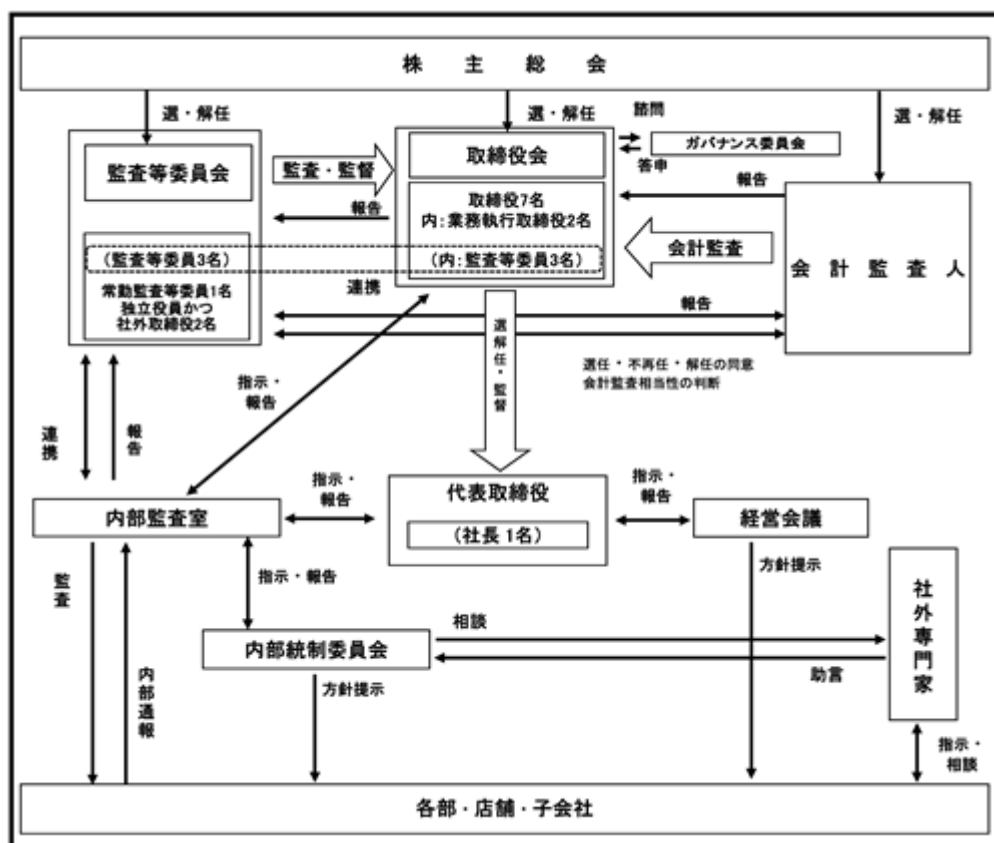 株主総会
選・解任
選・解任
諮問
選・解任
ガバナンス委員会
答申
監査等委員会
監査・監督
取締役会
報告
取締役7名
内：業務執行取締役2名
報告
会計監査
会計監査人
（監査等委員3名）
（内：監査等委員3名）
連携
常勤監査等委員1名
独立役員かつ
社外取締役2名
報告
選解任・監督
選任・不再任・解任の同意
会計監査相当性の判断
指示・
報告
連携
報告
内部監査室
指示・
報告
代表取締役
（社長 1名）
指示・
報告
経営会議
監査
内部通報
指示・報告
方針提示
社外専門家
内部統制委員会
相談
助言
方針提示
指示・
相談
各部・店舗・子会社